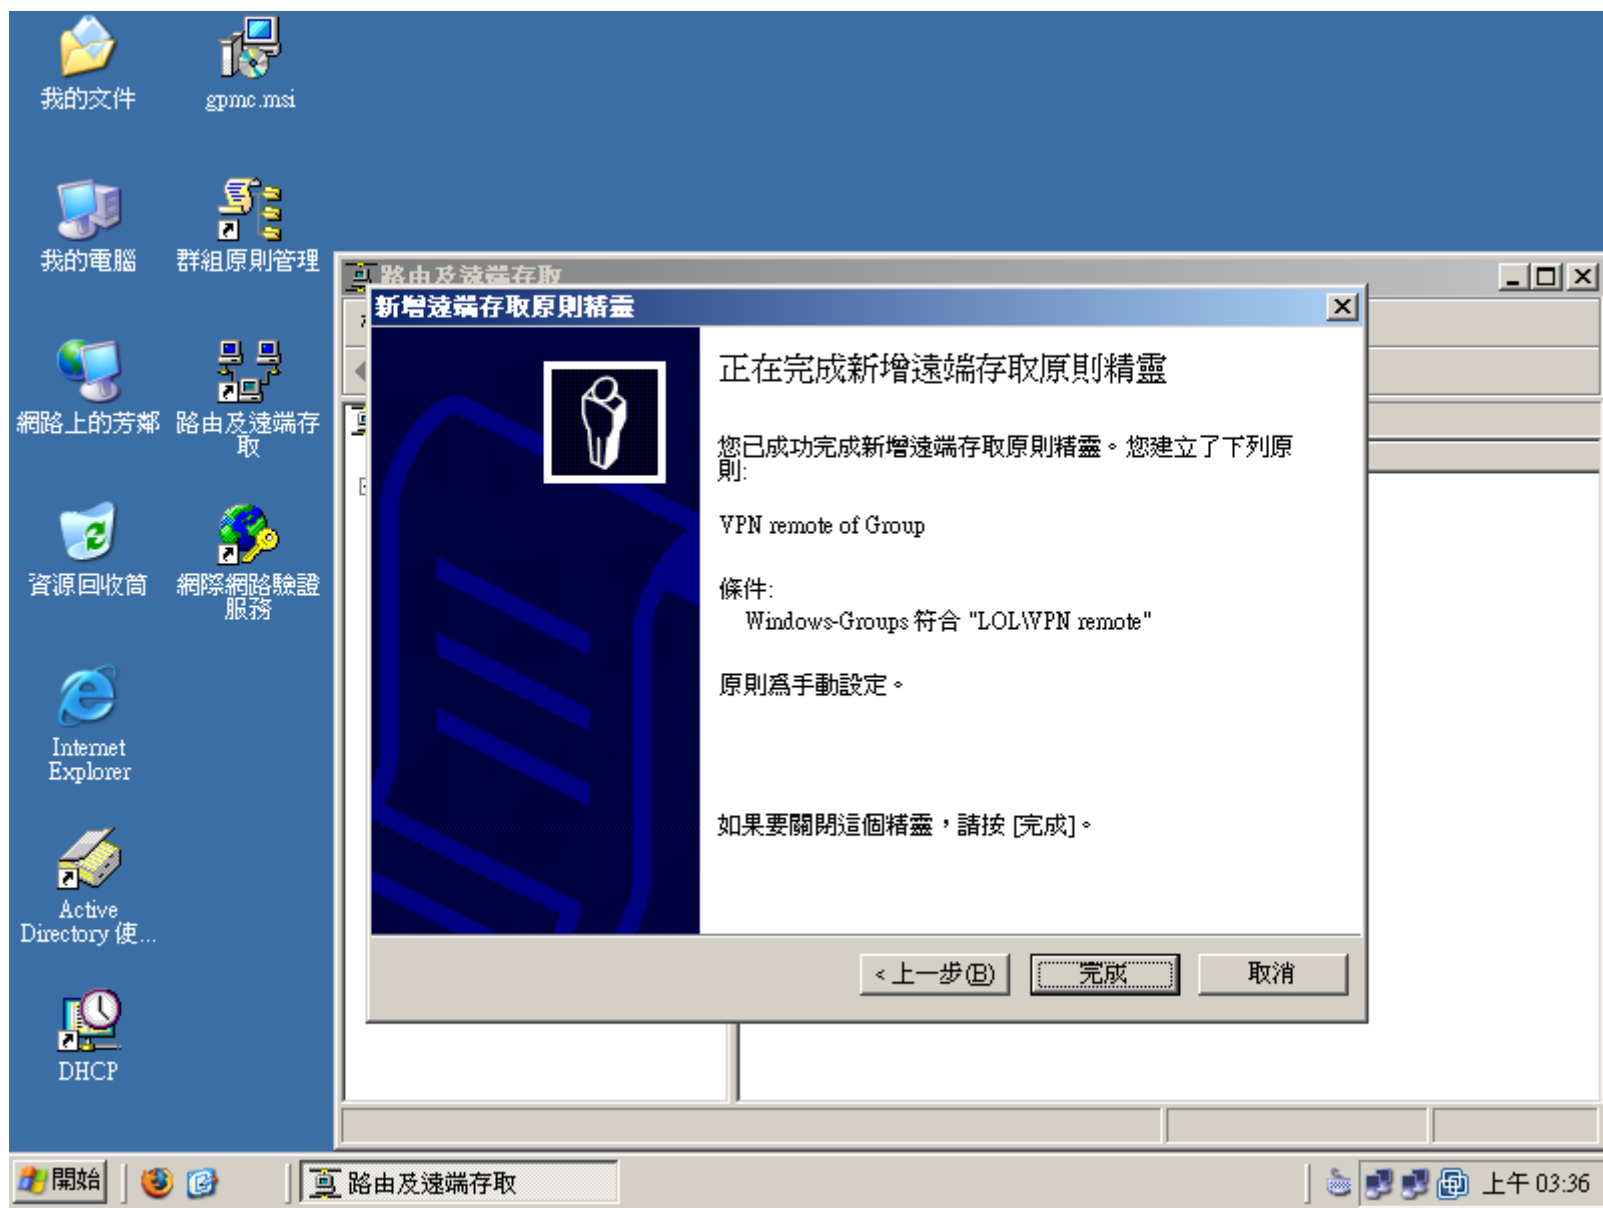 我的文件
gpmc.msi
我的電腦
群組原則管理
網路上的芳鄰
路由及遠端存
取
資源回收筒
網際網路驗證
服務
Internet
Explorer
Active
Directory 使...
DHCP
路由及遠端存取
新增遠端存取原則精靈
正在完成新增遠端存取原則精靈
您已成功完成新增遠端存取原則精靈。您建立了下列原
則:
VPN remote of Group
條件:
Windows-Groups 符合 "LOL\VPN remote"
原則為手動設定。
如果要關閉這個精靈，請按 [完成]。
<上一步(B)
完成
取消
開始
路由及遠端存取
上午 03:36